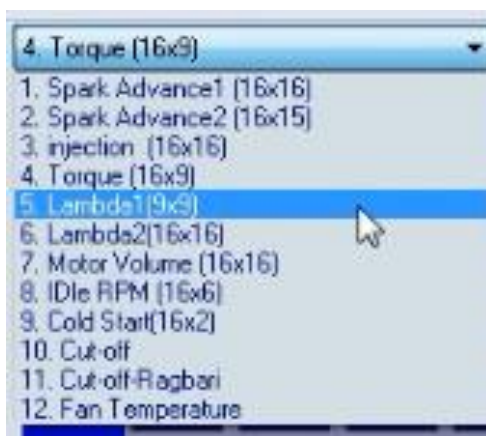 4. Torque (16x9)
1. Spark Advance1 (16x16)
2. Spark Advance2 (16x15)
3. injection (16x16)
4. Torque (16x9)
5. Lambda1(9x9)
6. Lambda2(16x16)
7. Motor Volume (16x16)
8. IDle RPM (16x6)
9. Cold Start(16x2)
10. Cut-off
11. Cut-off-Ragbari
12. Fan Temperature